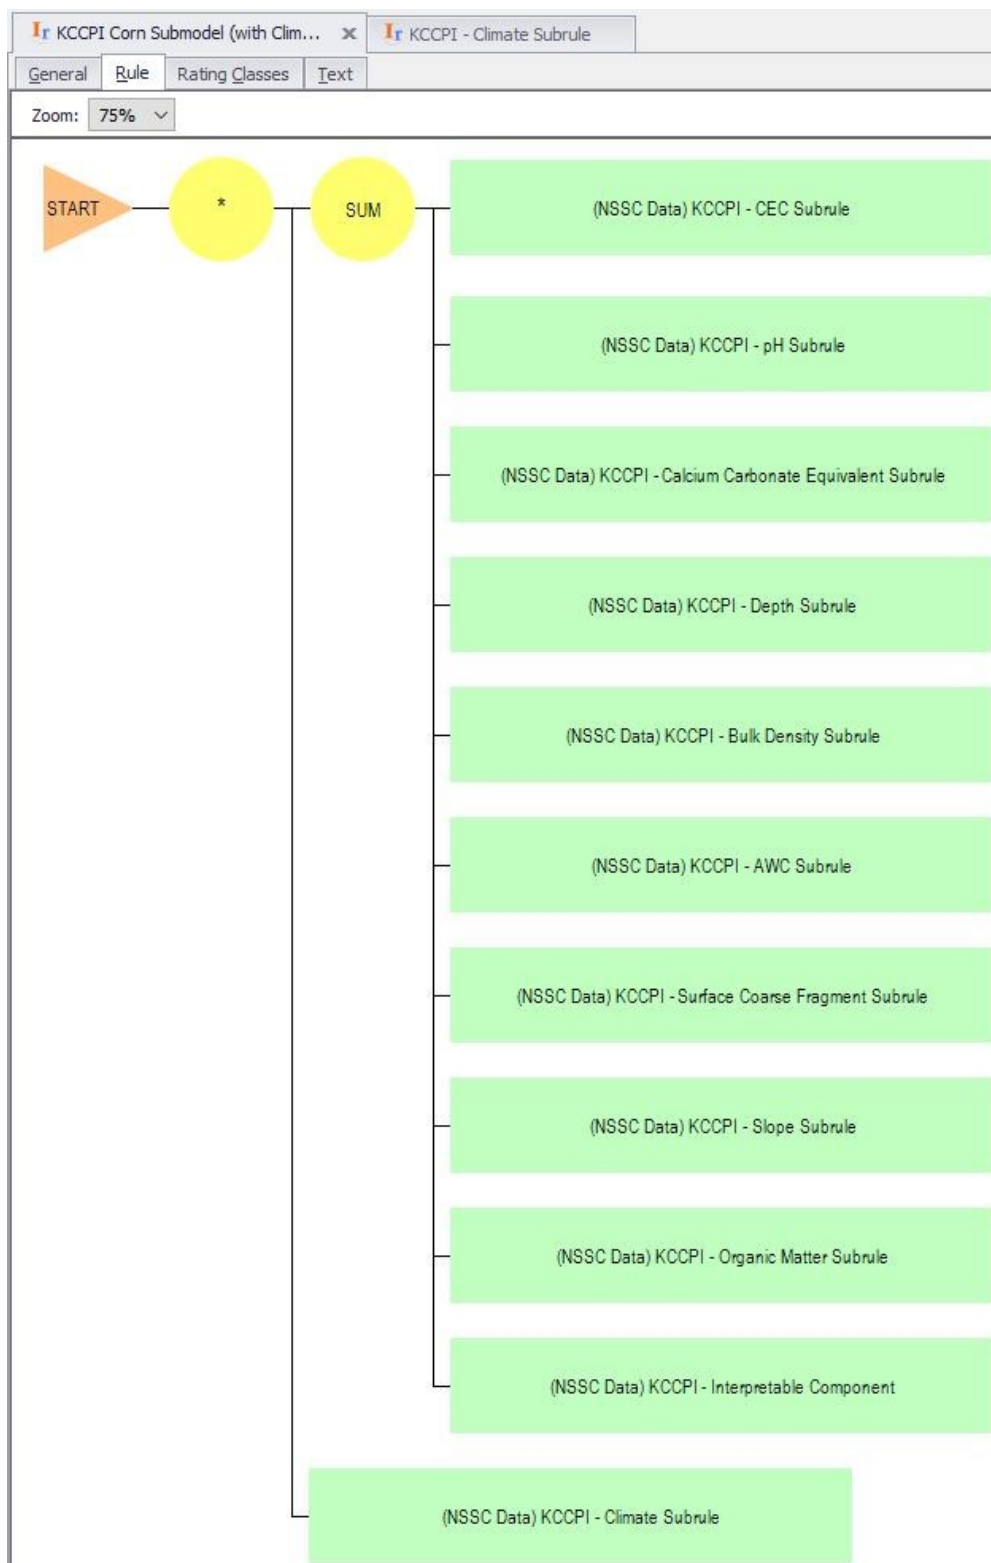 KCCPI Corn Submodel (with Clim... x
KCCPI - Climate Subrule
General Rule Rating Classes Text
Zoom: 75%
START
*
SUM
(NSSC Data) KCCPI - CEC Subrule
(NSSC Data) KCCPI - pH Subrule
(NSSC Data) KCCPI - Calcium Carbonate Equivalent Subrule
(NSSC Data) KCCPI - Depth Subrule
(NSSC Data) KCCPI - Bulk Density Subrule
(NSSC Data) KCCPI - AWC Subrule
(NSSC Data) KCCPI - Surface Coarse Fragment Subrule
(NSSC Data) KCCPI - Slope Subrule
(NSSC Data) KCCPI - Organic Matter Subrule
(NSSC Data) KCCPI - Interpretable Component
(NSSC Data) KCCPI - Climate Subrule